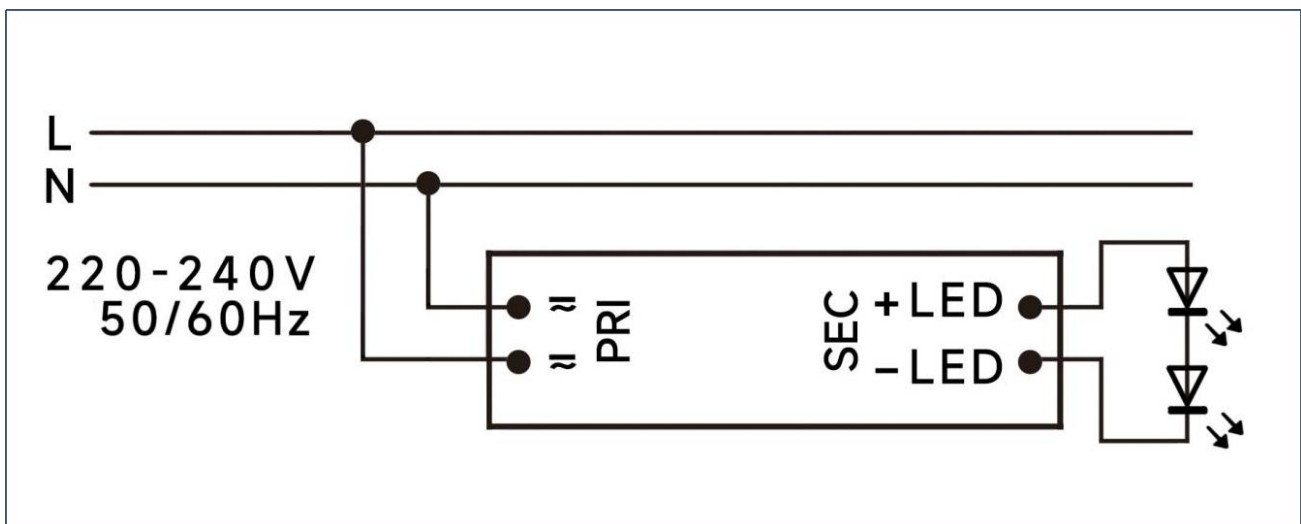 L
N
220-240V
50/60Hz
≂
≂
PRI
SEC
+LED
-LED